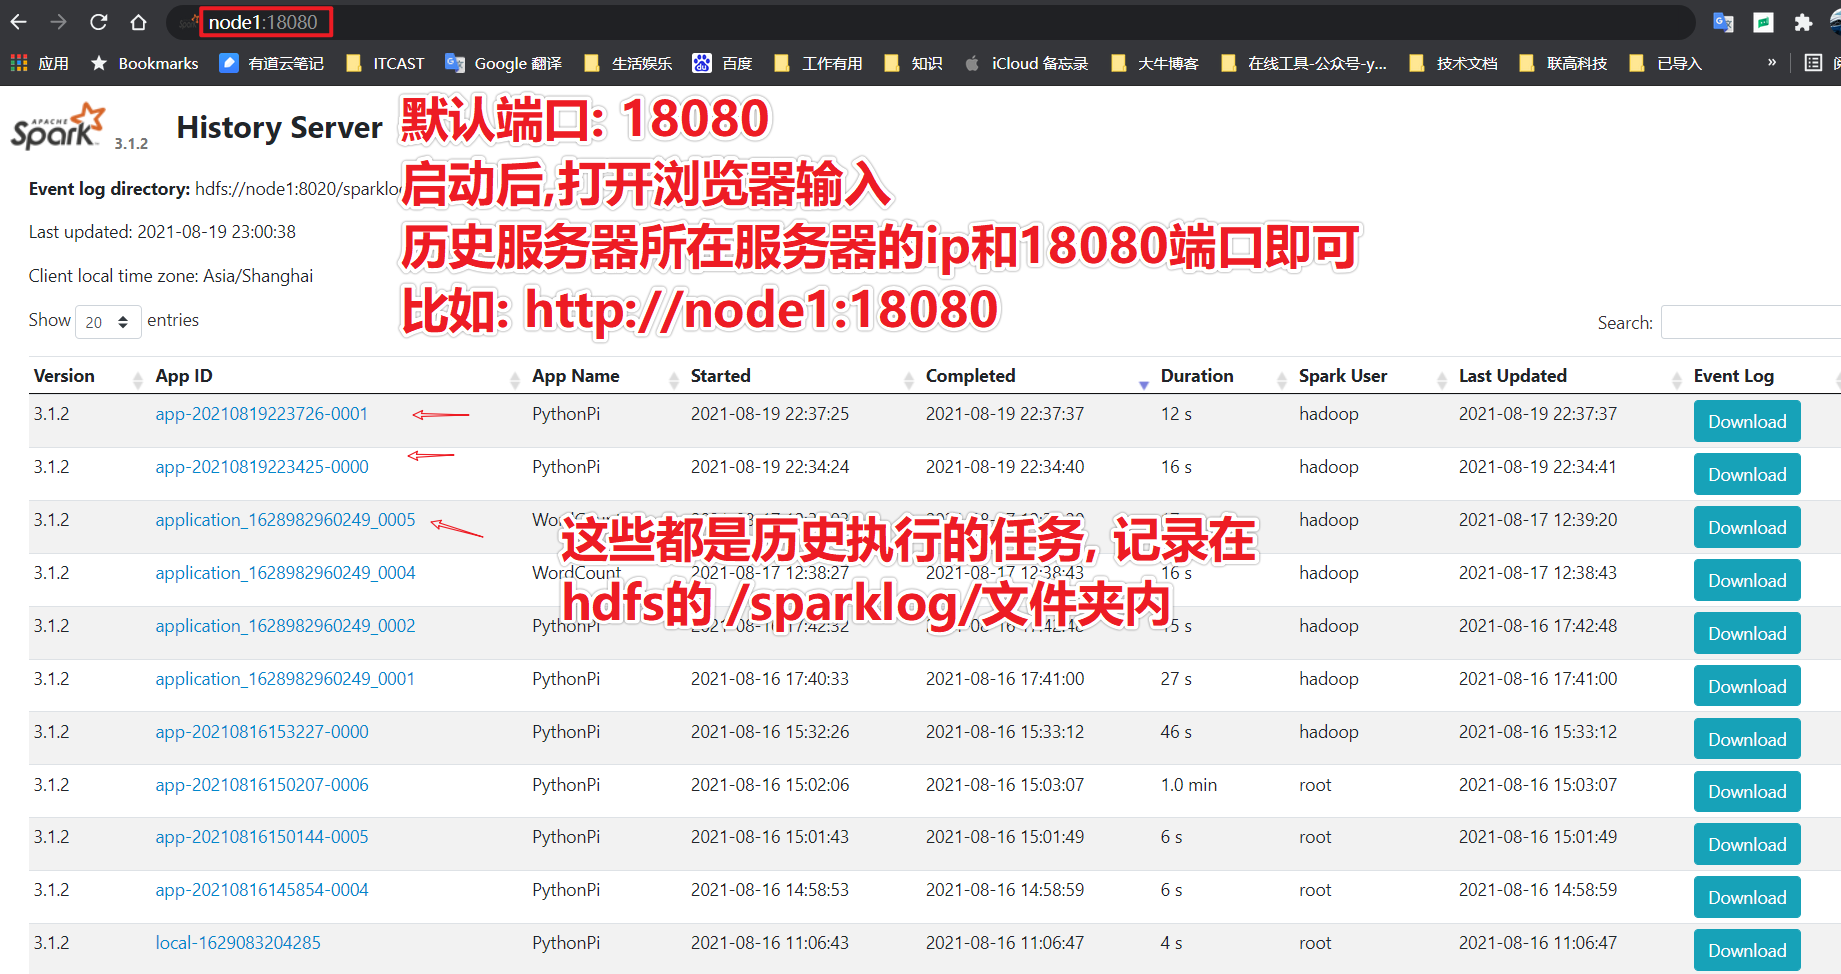 node1:18080
应用 Bookmarks 有道云笔记 ITCAST Google 翻译 生活娱乐 百度 工作有用 知识 iCloud 备忘录 大牛博客 在线工具-公众号-y... 技术文档 联高科技 已导入 »
APACHE Spark 3.1.2 History Server
默认端口: 18080
Event log directory: hdfs://node1:8020/sparklog
启动后,打开浏览器输入
Last updated: 2021-08-19 23:00:38
历史服务器所在服务器的ip和18080端口即可
Client local time zone: Asia/Shanghai
比如: http://node1:18080
Show 20 entries
Search:
Version App ID App Name Started Completed Duration Spark User Last Updated Event Log
3.1.2 app-20210819223726-0001 PythonPi 2021-08-19 22:37:25 2021-08-19 22:37:37 12 s hadoop 2021-08-19 22:37:37 Download
3.1.2 app-20210819223425-0000 PythonPi 2021-08-19 22:34:24 2021-08-19 22:34:40 16 s hadoop 2021-08-19 22:34:41 Download
3.1.2 application_1628982960249_0005 hadoop 2021-08-17 12:39:20 Download
这些都是历史执行的任务, 记录在
3.1.2 application_1628982960249_0004 WordCount 2021-08-17 12:38:27 2021-08-17 12:38:43 16 s hadoop 2021-08-17 12:38:43 Download
hdfs的 /sparklog/文件夹内
3.1.2 application_1628982960249_0002 PythonPi 17:42:32 hadoop 2021-08-16 17:42:48 Download
3.1.2 application_1628982960249_0001 PythonPi 2021-08-16 17:40:33 2021-08-16 17:41:00 27 s hadoop 2021-08-16 17:41:00 Download
3.1.2 app-20210816153227-0000 PythonPi 2021-08-16 15:32:26 2021-08-16 15:33:12 46 s hadoop 2021-08-16 15:33:12 Download
3.1.2 app-20210816150207-0006 PythonPi 2021-08-16 15:02:06 2021-08-16 15:03:07 1.0 min root 2021-08-16 15:03:07 Download
3.1.2 app-20210816150144-0005 PythonPi 2021-08-16 15:01:43 2021-08-16 15:01:49 6 s root 2021-08-16 15:01:49 Download
3.1.2 app-20210816145854-0004 PythonPi 2021-08-16 14:58:53 2021-08-16 14:58:59 6 s root 2021-08-16 14:58:59 Download
3.1.2 local-1629083204285 PythonPi 2021-08-16 11:06:43 2021-08-16 11:06:47 4 s root 2021-08-16 11:06:47 Download